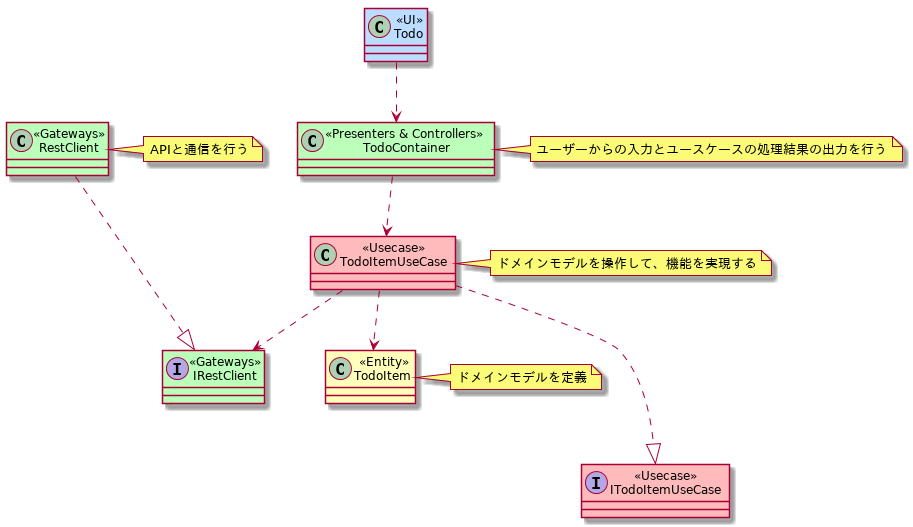 C «UI»
Todo
C «Gateways»
RestClient
APIと通信を行う
C «Presenters & Controllers»
TodoContainer
ユーザーからの入力とユースケースの処理結果の出力を行う
C «Usecase»
TodoItemUseCase
ドメインモデルを操作して、機能を実現する
I «Gateways»
IRestClient
C «Entity»
TodoItem
ドメインモデルを定義
I «Usecase»
ITodoItemUseCase